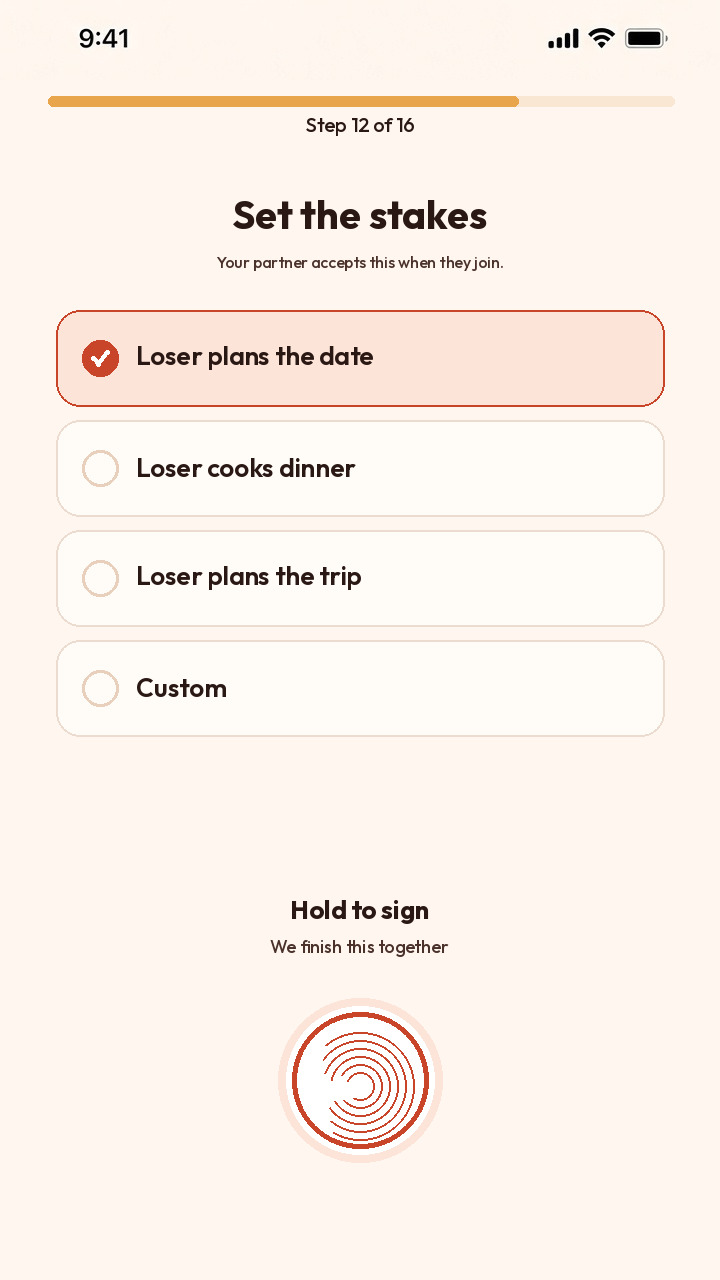 9:41
Step 12 of 16
Set the stakes
Your partner accepts this when they join.
Loser plans the date
Loser cooks dinner
Loser plans the trip
Custom
Hold to sign
We finish this together